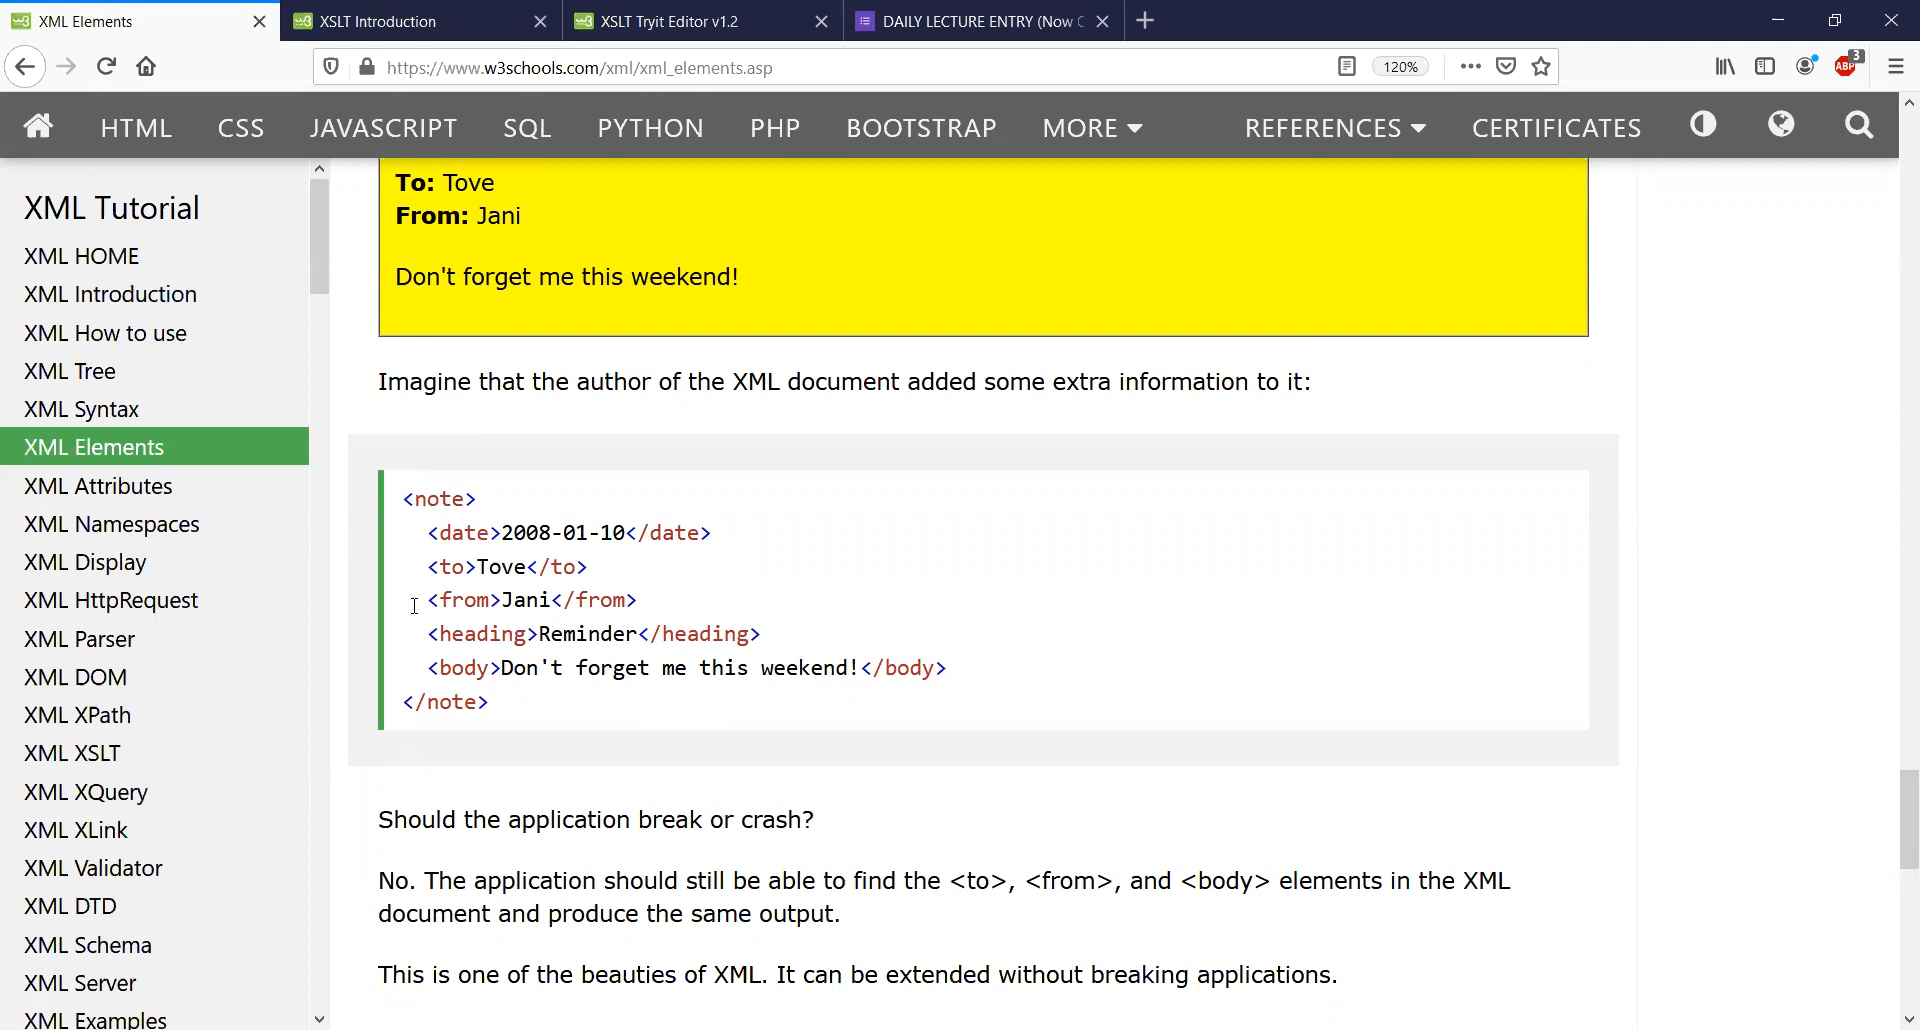 XML Elements
XSLT Introduction
XSLT Tryit Editor v1.2
DAILY LECTURE ENTRY (Now
https://www.w3schools.com/xml/xml_elements.asp
120%
ABP
3
HTML
CSS
JAVASCRIPT
SQL
PYTHON
PHP
BOOTSTRAP
MORE
REFERENCES
CERTIFICATES
XML Tutorial
XML HOME
XML Introduction
XML How to use
XML Tree
XML Syntax
XML Elements
XML Attributes
XML Namespaces
XML Display
XML HttpRequest
XML Parser
XML DOM
XML XPath
XML XSLT
XML XQuery
XML XLink
XML Validator
XML DTD
XML Schema
XML Server
XML Examples
To: Tove
From: Jani
Don't forget me this weekend!
Imagine that the author of the XML document added some extra information to it:
<note>
<date>2008-01-10</date>
<to>Tove</to>
<from>Jani</from>
<heading>Reminder</heading>
<body>Don't forget me this weekend!</body>
</note>
Should the application break or crash?
No. The application should still be able to find the <to>, <from>, and <body> elements in the XML
document and produce the same output.
This is one of the beauties of XML. It can be extended without breaking applications.